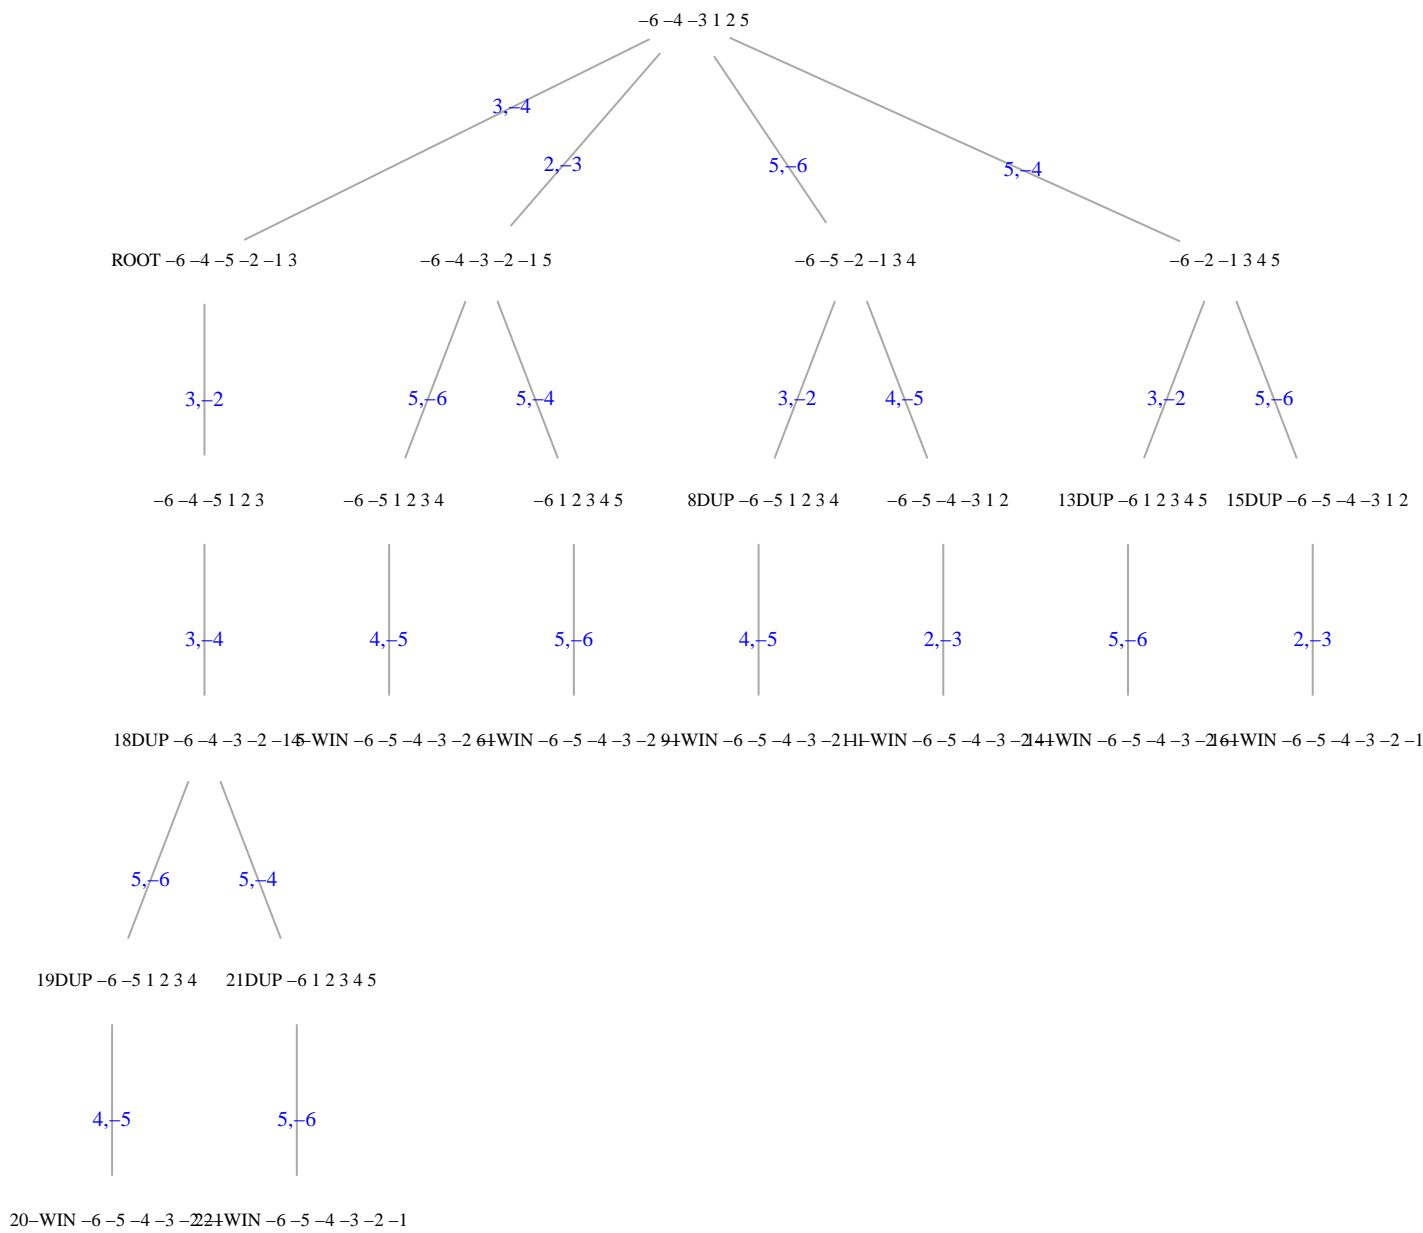 −6 −4 −3 1 2 5
3,−4
2,−3
5,−6
5,−4
ROOT −6 −4 −5 −2 −1 3
−6 −4 −3 −2 −1 5
−6 −5 −2 −1 3 4
−6 −2 −1 3 4 5
3,−2
5,−6
5,−4
3,−2
4,−5
3,−2
5,−6
−6 −4 −5 1 2 3
−6 −5 1 2 3 4
−6 1 2 3 4 5
8DUP −6 −5 1 2 3 4
−6 −5 −4 −3 1 2
13DUP −6 1 2 3 4 5
15DUP −6 −5 −4 −3 1 2
3,−4
4,−5
5,−6
4,−5
2,−3
5,−6
2,−3
18DUP −6 −4 −3 −2 −1
−WIN −6 −5 −4 −3 −2
−WIN −6 −5 −4 −3 −2
−WIN −6 −5 −4 −3 −2
−WIN −6 −5 −4 −3 −2
−WIN −6 −5 −4 −3 −2
−WIN −6 −5 −4 −3 −2 −1
5,−6
5,−4
19DUP −6 −5 1 2 3 4
21DUP −6 1 2 3 4 5
4,−5
5,−6
20−WIN −6 −5 −4 −3
−WIN −6 −5 −4 −3 −2 −1